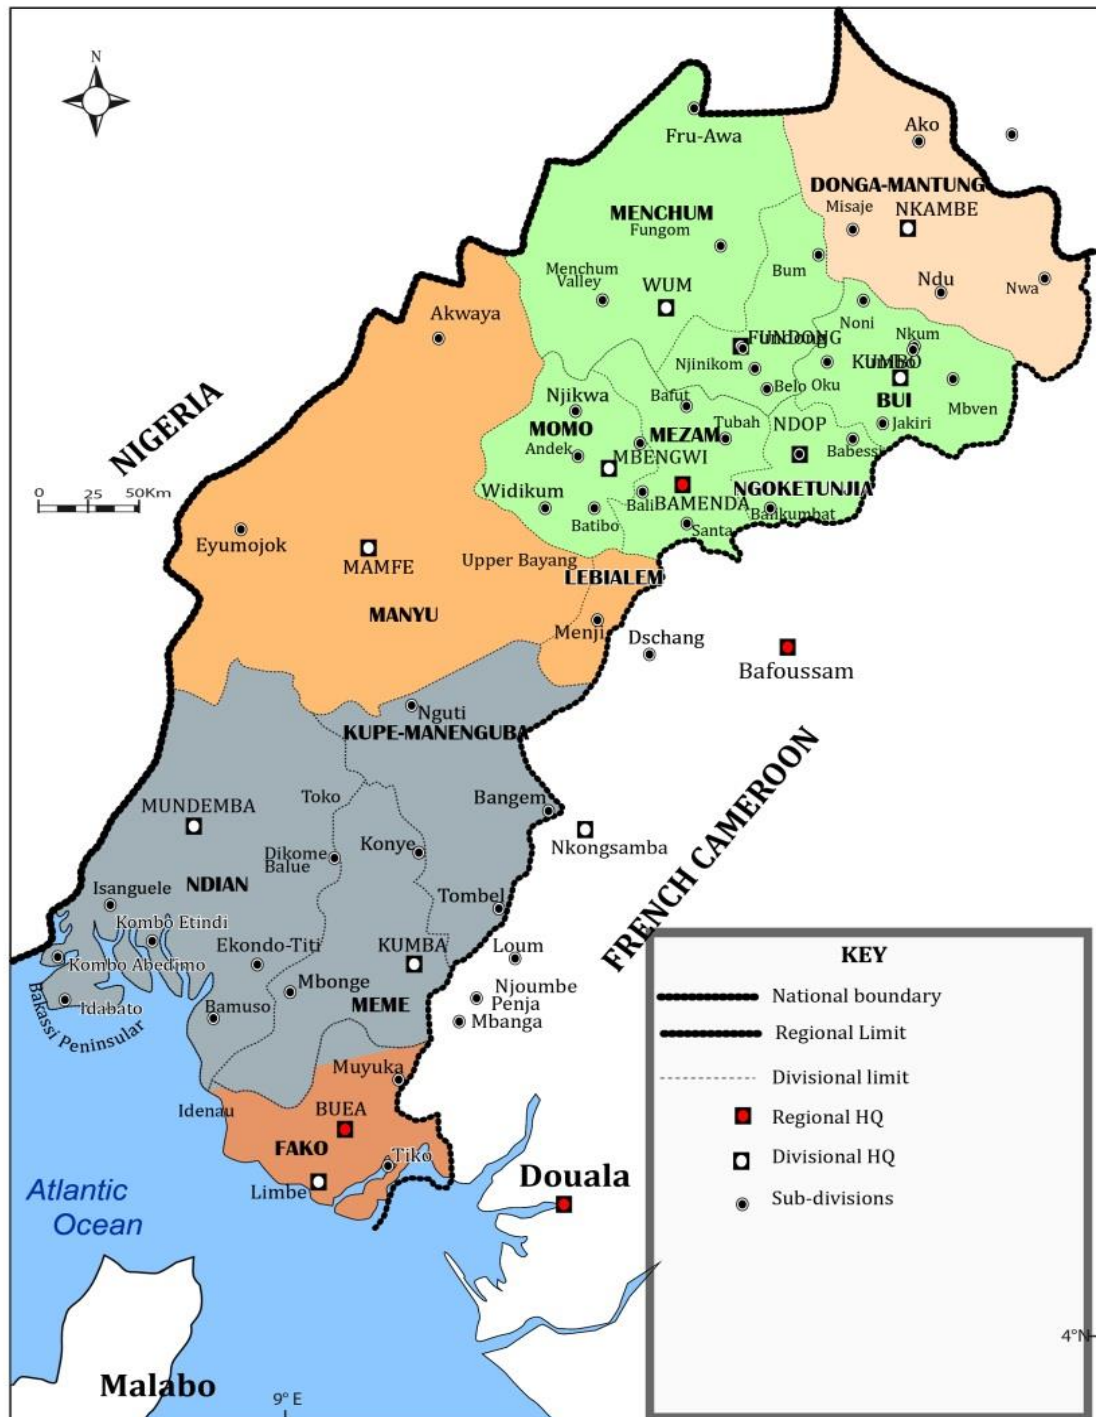 N
Fru-Awa
Ako
DONGA-MANTUNG
MENCHUM
Misaje
NKAMBE
Fungom
Bum
Menchum
Valley
WUM
Ndu
Nwa
Akwaya
Noni
FUNDONG
Fundong
Nkum
KUMBO
Njinikom
Belo
Oku
BUI
Mbven
Njikwa
Bafut
Jakiri
MOMO
MEZAM
Tubah
NDOP
Andek
Babessi
MBENGWI
NIGERIA
0 25 50Km
Widikum
Bali
BAMENDA
NGOKETUNJIA
Batibo
Santa
Balikumbat
Eyumojok
MAMFE
Upper Bayang
LEBIALEM
MANYU
Menji
Dschang
Bafoussam
Nguti
KUPE-MANENGUBA
FRENCH CAMEROON
Toko
Bangem
MUNDEMBA
Nkongsamba
Dikome
Balue
Konye
NDIAN
Isanguele
Tombel
Kombo Etindi
Ekondo-Titi
KUMBA
Loum
Kombo Abedimo
Mbonge
Njoumbe
Penja
Idabato
Bakassi Peninsular
Bamuso
MEME
Mbanga
Muyuka
Idenau
BUEA
FAKO
Tiko
Limbe
Douala
Atlantic
Ocean
Malabo
9° E
4°N
KEY
National boundary
Regional Limit
Divisional limit
Regional HQ
Divisional HQ
Sub-divisions